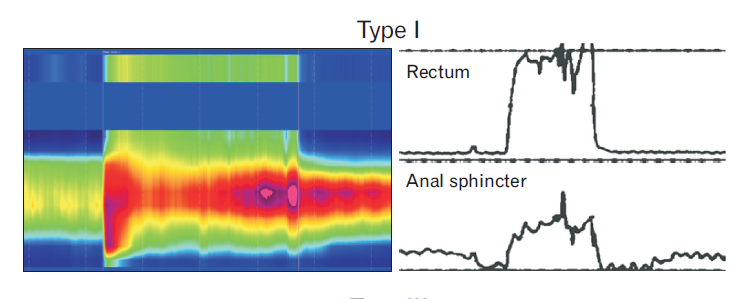 Type I
Rectum
Anal sphincter